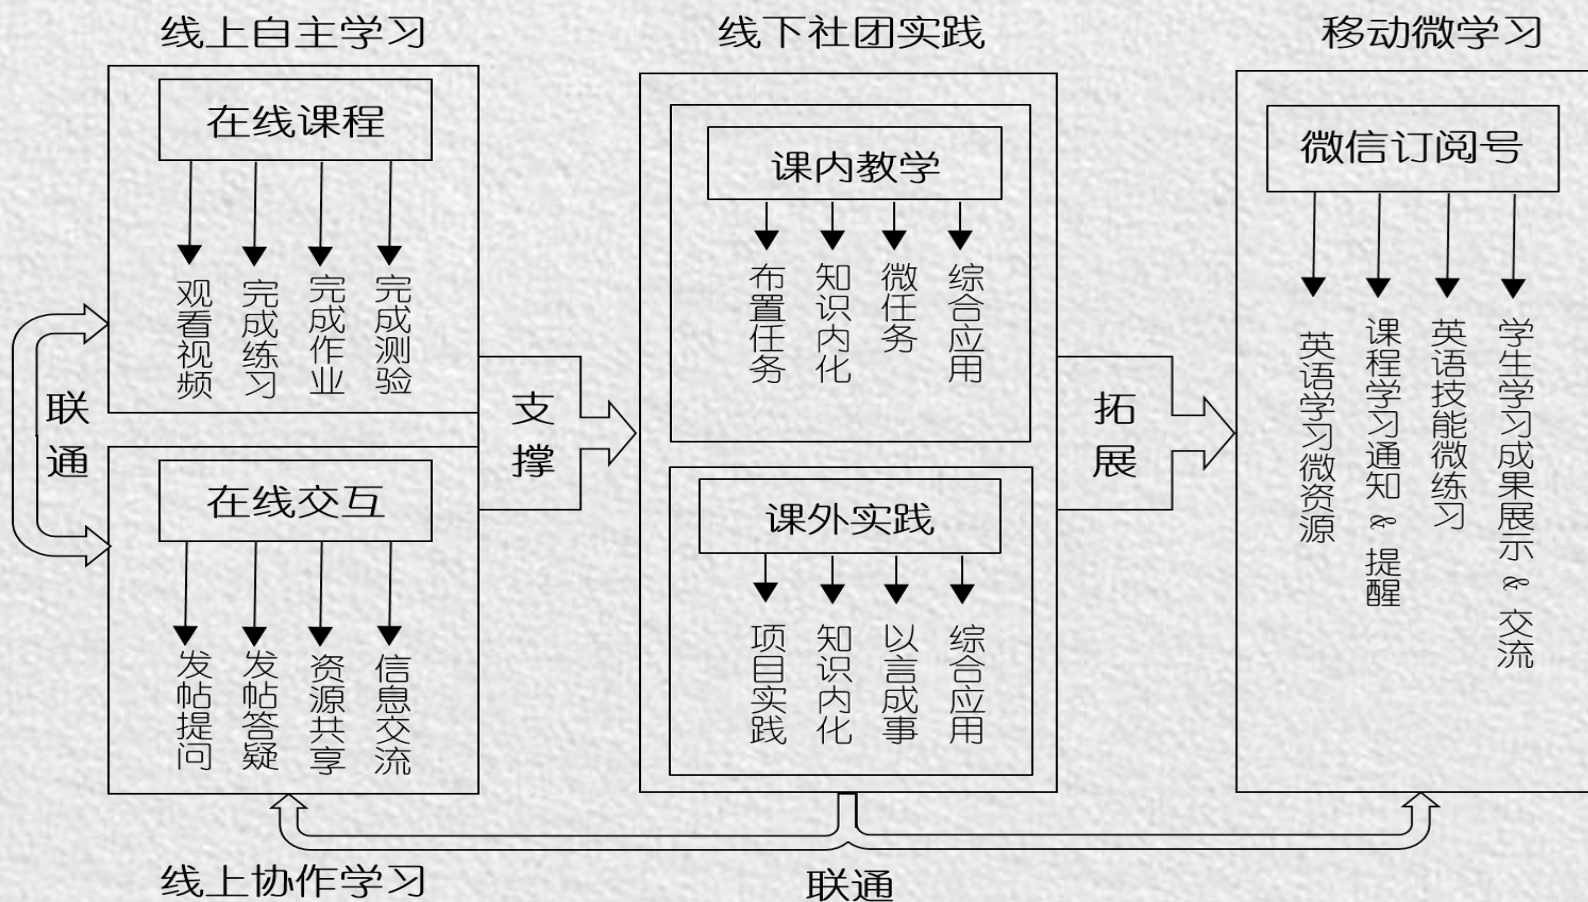 线上自主学习
在线课程
观看视频
完成练习
完成作业
完成测验
联通
在线交互
发帖提问
发帖答疑
资源共享
信息交流
线上协作学习
支撑
线下社团实践
课内教学
布置任务
知识内化
微任务
综合应用
课外实践
项目实践
知识内化
以言成事
综合应用
联通
拓展
移动微学习
微信订阅号
英语学习微资源
课程学习通知&提醒
英语技能微练习
学生学习成果展示&交流